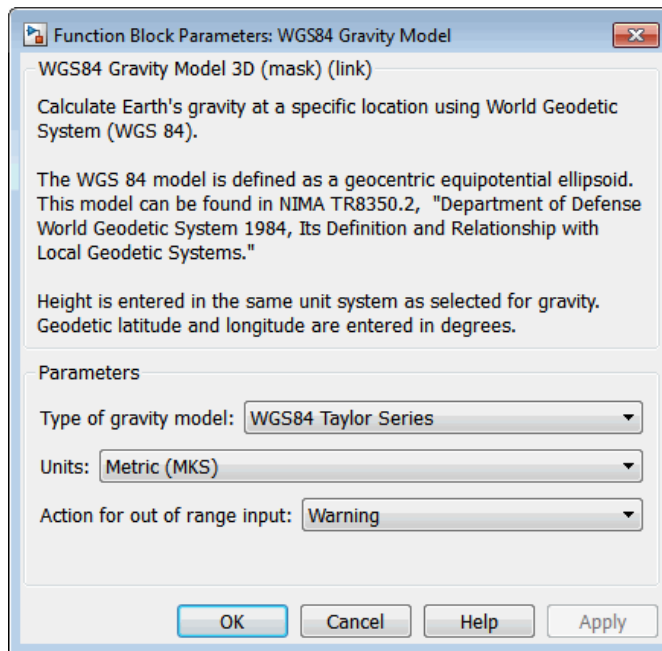 Function Block Parameters: WGS84 Gravity Model
WGS84 Gravity Model 3D (mask) (link)
Calculate Earth's gravity at a specific location using World Geodetic
System (WGS 84).
The WGS 84 model is defined as a geocentric equipotential ellipsoid.
This model can be found in NIMA TR8350.2,  "Department of Defense
World Geodetic System 1984, Its Definition and Relationship with
Local Geodetic Systems."
Height is entered in the same unit system as selected for gravity.
Geodetic latitude and longitude are entered in degrees.
Parameters
Type of gravity model: WGS84 Taylor Series
Units: Metric (MKS)
Action for out of range input: Warning
OK Cancel Help Apply